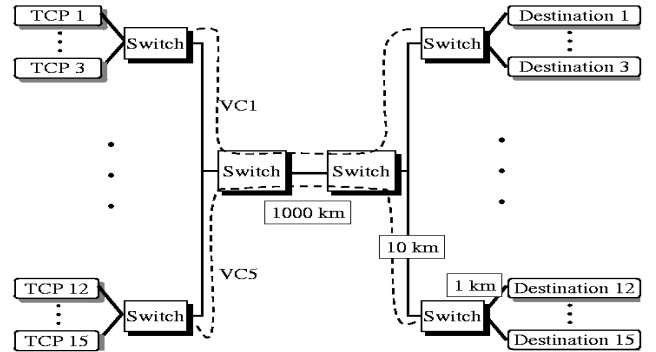 TCP 1
Switch
TCP 3
Switch
Destination 1
Destination 3
VC1
Switch
Switch
1000 km
10 km
VC5
1 km
TCP 12
Switch
TCP 15
Switch
Destination 12
Destination 15